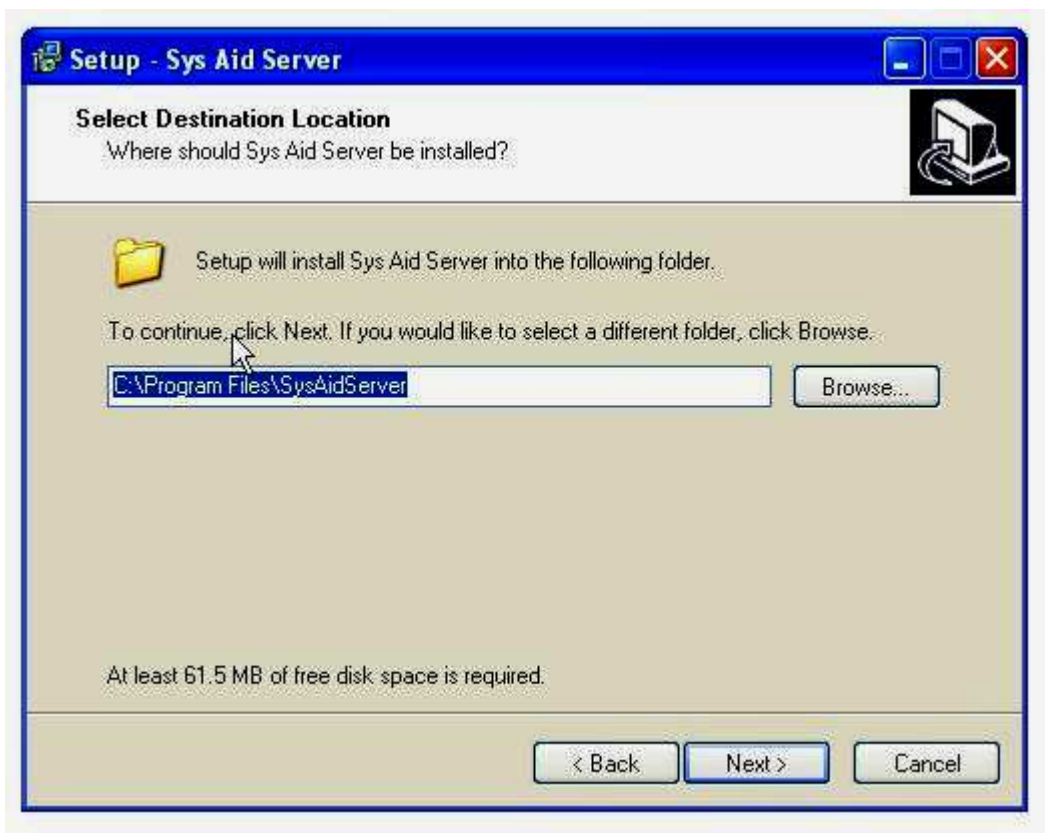 Setup - Sys Aid Server
Select Destination Location
Where should Sys Aid Server be installed?
Setup will install Sys Aid Server into the following folder.
To continue, click Next. If you would like to select a different folder, click Browse.
C:\Program Files\SysAidServer
Browse...
At least 61.5 MB of free disk space is required.
< Back Next > Cancel